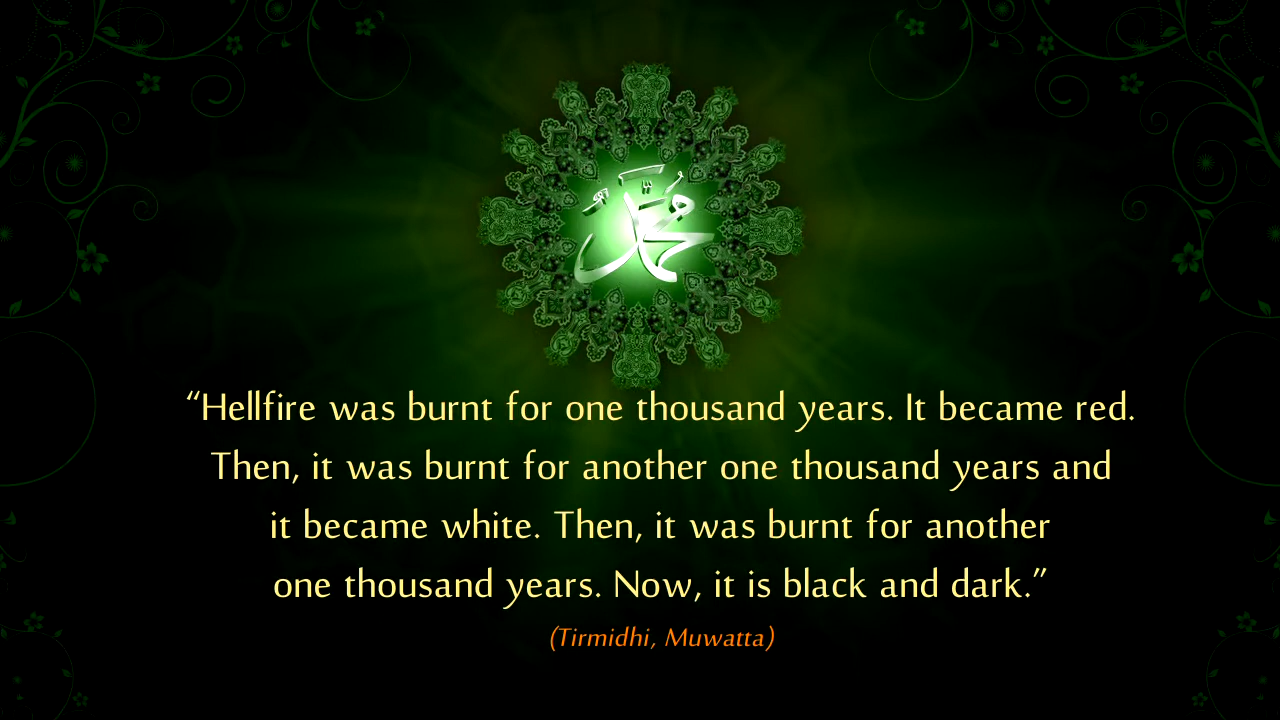 مُحَمَّدٌ
“Hellfire was burnt for one thousand years. It became red.
Then, it was burnt for another one thousand years and
it became white. Then, it was burnt for another
one thousand years. Now, it is black and dark.”
(Tirmidhi, Muwatta)